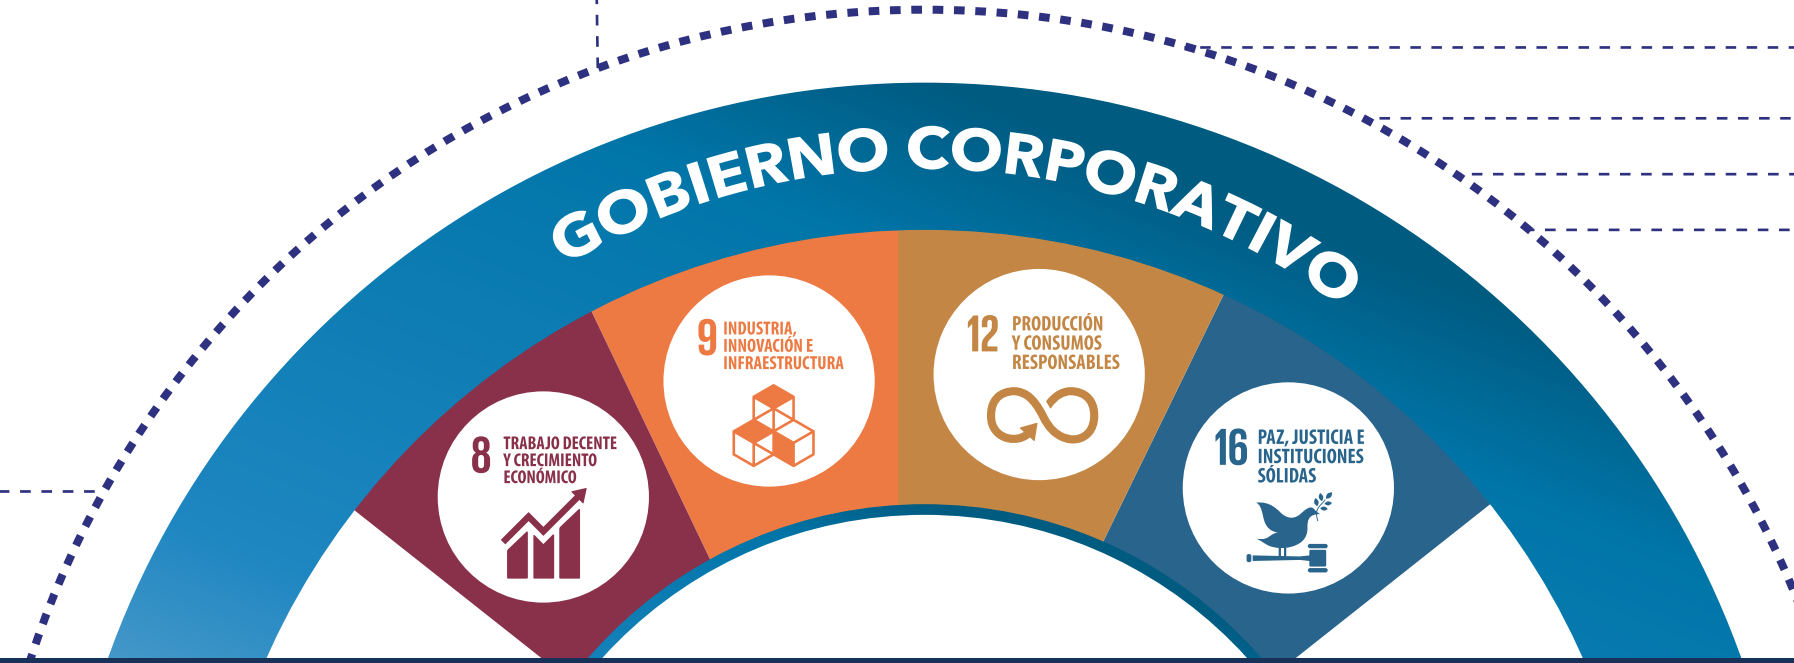 GOBIERNO CORPORATIVO
8
TRABAJO DECENTE
Y CRECIMIENTO
ECONÓMICO
9
INDUSTRIA,
INNOVACIÓN E
INFRAESTRUCTURA
12
PRODUCCIÓN
Y CONSUMOS
RESPONSABLES
16
PAZ, JUSTICIA E
INSTITUCIONES
SÓLIDAS